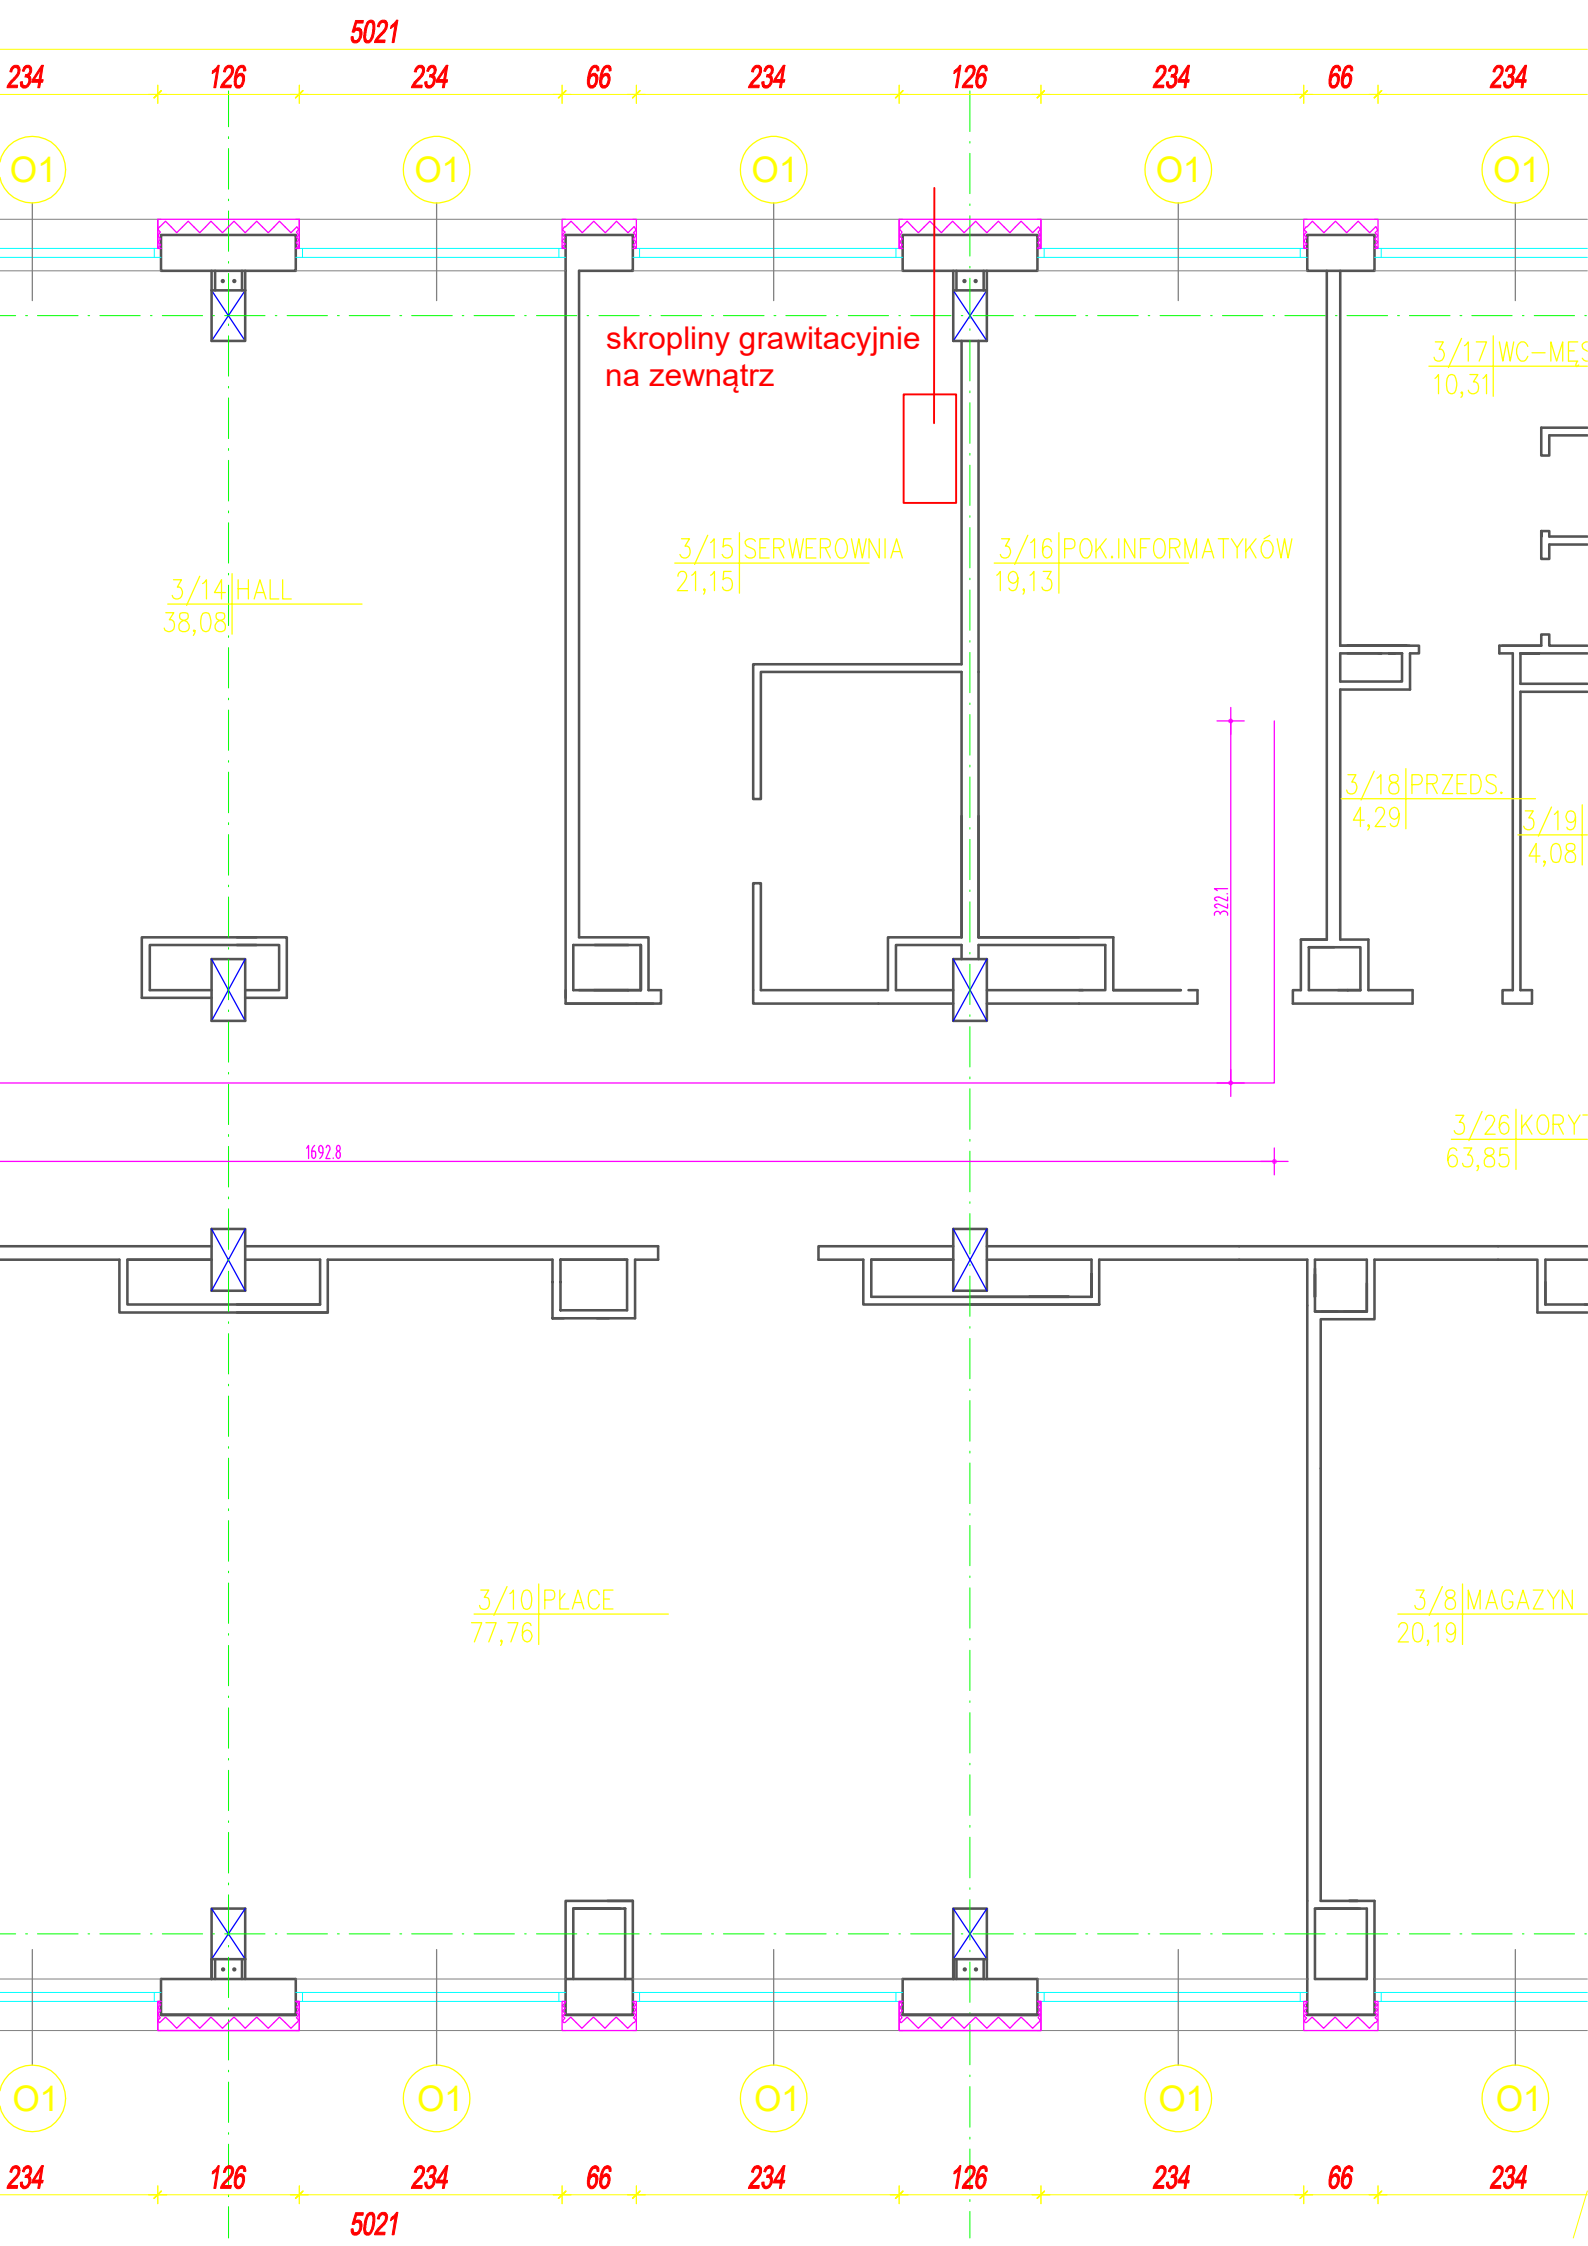 5021
234 126 234 66 234 126 234 66 234
O1 O1 O1 O1 O1
skropliny grawitacyjnie
na zewnątrz
3/17 WC-MĘS
10,31
3/15 SERWEROWNIA
21,15
3/16 POK.INFORMATYKÓW
19,13
3/14 HALL
38,08
3/18 PRZEDS.
4,29
3/19
4,08
322.1
3/26 KORYT
63,85
1692.8
3/10 PŁACE
77,76
3/8 MAGAZYN
20,19
O1 O1 O1 O1 O1
234 126 234 66 234 126 234 66 234
5021